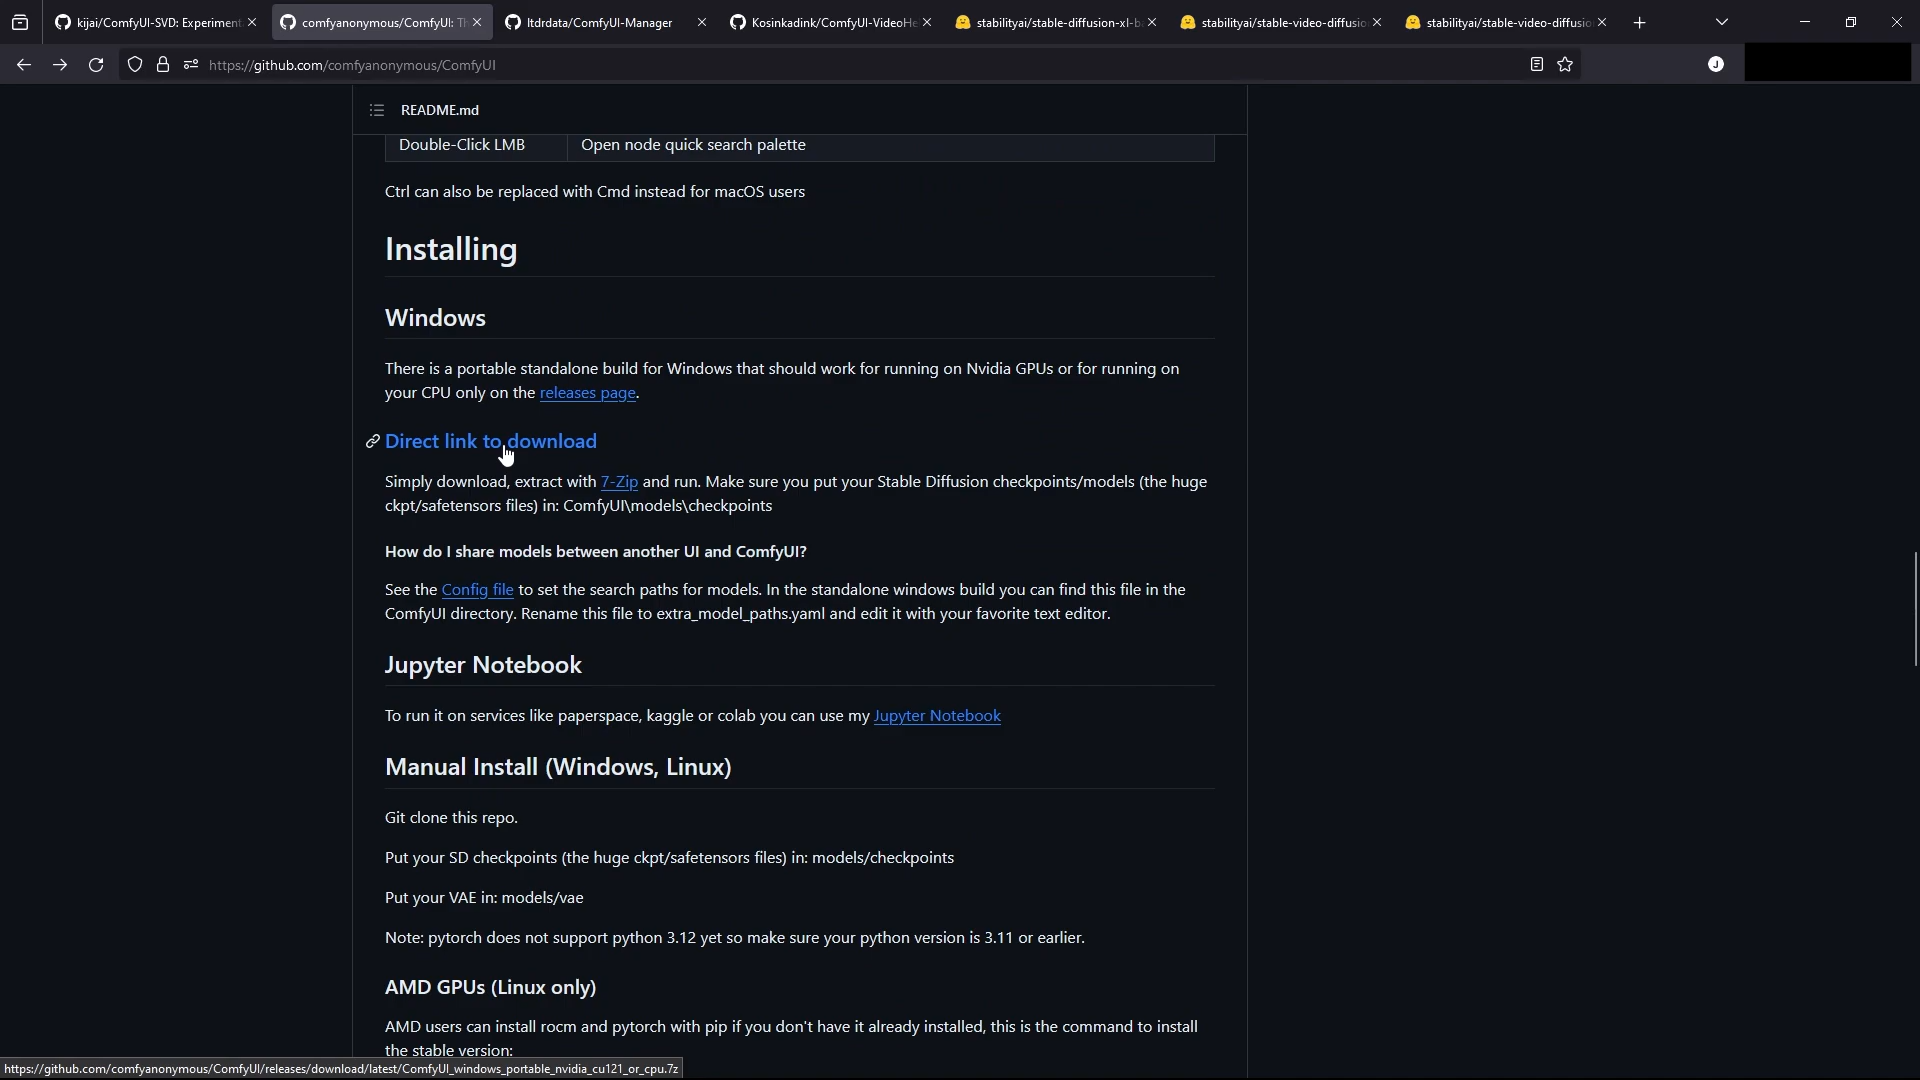 kijai/ComfyUI-SVD: Experiment
comfyanonymous/ComfyUI: Th
ltdrdata/ComfyUI-Manager
Kosinkadink/ComfyUI-VideoHe
stabilityai/stable-diffusion-xl-b
stabilityai/stable-video-diffusio
stabilityai/stable-video-diffusio
https://github.com/comfyanonymous/ComfyUI
J
README.md
Double-Click LMB Open node quick search palette
Ctrl can also be replaced with Cmd instead for macOS users
Installing
Windows
There is a portable standalone build for Windows that should work for running on Nvidia GPUs or for running on
your CPU only on the releases page.
Direct link to download
Simply download, extract with 7-Zip and run. Make sure you put your Stable Diffusion checkpoints/models (the huge
ckpt/safetensors files) in: ComfyUI\models\checkpoints
How do I share models between another UI and ComfyUI?
See the Config file to set the search paths for models. In the standalone windows build you can find this file in the
ComfyUI directory. Rename this file to extra_model_paths.yaml and edit it with your favorite text editor.
Jupyter Notebook
To run it on services like paperspace, kaggle or colab you can use my Jupyter Notebook
Manual Install (Windows, Linux)
Git clone this repo.
Put your SD checkpoints (the huge ckpt/safetensors files) in: models/checkpoints
Put your VAE in: models/vae
Note: pytorch does not support python 3.12 yet so make sure your python version is 3.11 or earlier.
AMD GPUs (Linux only)
AMD users can install rocm and pytorch with pip if you don't have it already installed, this is the command to install
the stable version:
https://github.com/comfyanonymous/ComfyUI/releases/download/latest/ComfyUI_windows_portable_nvidia_cu121_or_cpu.7z